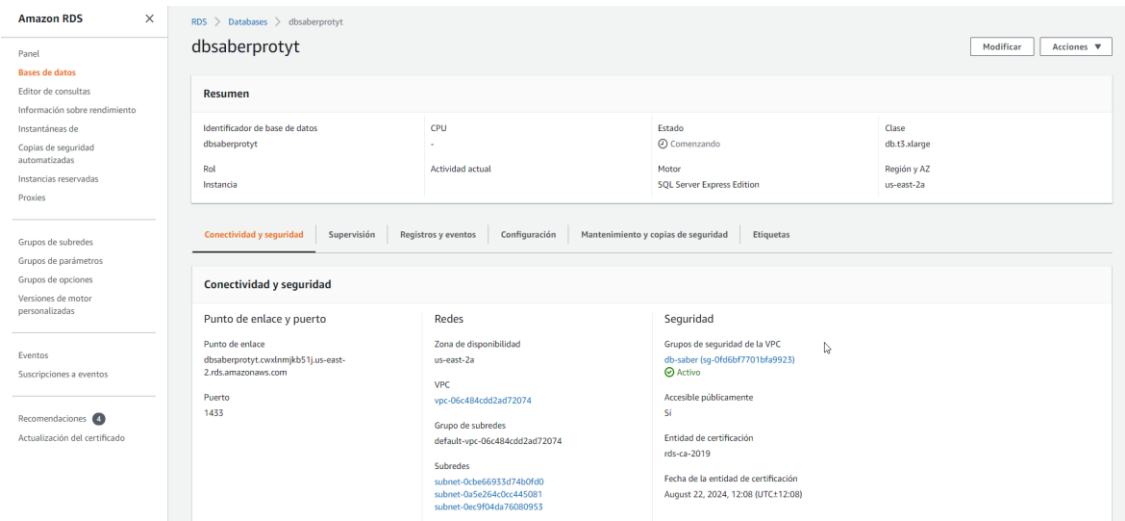 Amazon RDS
Panel
Bases de datos
Editor de consultas
Información sobre rendimiento
Instantáneas de
Copias de seguridad
automatizadas
Instancias reservadas
Proxies
Grupos de subredes
Grupos de parámetros
Grupos de opciones
Versiones de motor
personalizadas
Eventos
Suscripciones a eventos
Recomendaciones 4
Actualización del certificado
RDS > Databases > dbsaberprotyt
dbsaberprotyt
Modificar
Acciones
Resumen
Identificador de base de datos
dbsaberprotyt
CPU
-
Estado
Comenzando
Clase
db.t3.xlarge
Rol
Instancia
Actividad actual
Motor
SQL Server Express Edition
Región y AZ
us-east-2a
Conectividad y seguridad
Supervisión
Registros y eventos
Configuración
Mantenimiento y copias de seguridad
Etiquetas
Conectividad y seguridad
Punto de enlace y puerto
Punto de enlace
dbsaberprotyt.cwxlnmjkb51j.us-east-
2.rds.amazonaws.com
Puerto
1433
Redes
Zona de disponibilidad
us-east-2a
VPC
vpc-06c484cdd2ad72074
Grupo de subredes
default-vpc-06c484cdd2ad72074
Subredes
subnet-0cbe66933d74b0fd0
subnet-0a5e264c0cc445081
subnet-0ec9f04da76080953
Seguridad
Grupos de seguridad de la VPC
db-saber (sg-0fd6bf7701bfa9923)
Activo
Accesible públicamente
Sí
Entidad de certificación
rds-ca-2019
Fecha de la entidad de certificación
August 22, 2024, 12:08 (UTC±12:08)